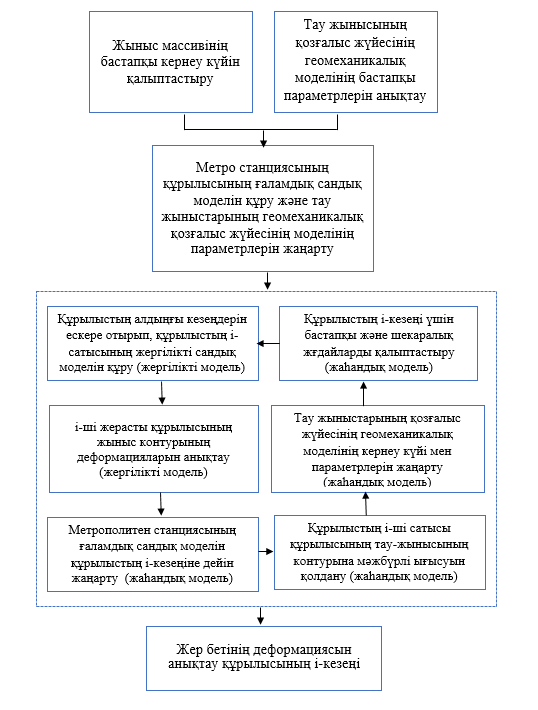 Жыныс массивінің
бастапқы кернеу күйін
қалыптастыру
Тау жынысының
қозғалыс жүйесінің
геомеханикалық
моделінің бастапқы
параметрлерін анықтау
Метро станциясының
құрылысының ғаламдық сандық
моделін құру және тау
жыныстарының геомеханикалық
қозғалыс жүйесінің моделінің
параметрлерін жаңарту
Құрылыстың алдыңғы кезеңдерін
ескере отырып, құрылыстың i-
сатысының жергілікті сандық
моделін құру (жергілікті модель)
Құрылыстың i-кезеңі үшін
бастапқы және шекаралық
жғдайларды қалыптастыру
(жаһандық модель)
i-ші жерасты құрылысының
жыныс контурының
деформацияларын анықтау
(жергілікті модель)
Тау жыныстарының қозғалыс
жүйесінің геомеханикалық
моделінің кернеу күйі мен
параметрлерін жаңарту
(жаһандық модель)
Метрополитен станциясының
ғаламдық сандық моделін
құрылыстың i-кезеңіне дейін
жаңарту (жаһандық модель)
Құрылыстың i-ші сатысы
құрылысының тау-жынысының
контурына мәжбүрлі ығысуын
қолдану (жаһандық модель)
Жер бетінің деформациясын
анықтау құрылысының i-кезеңі